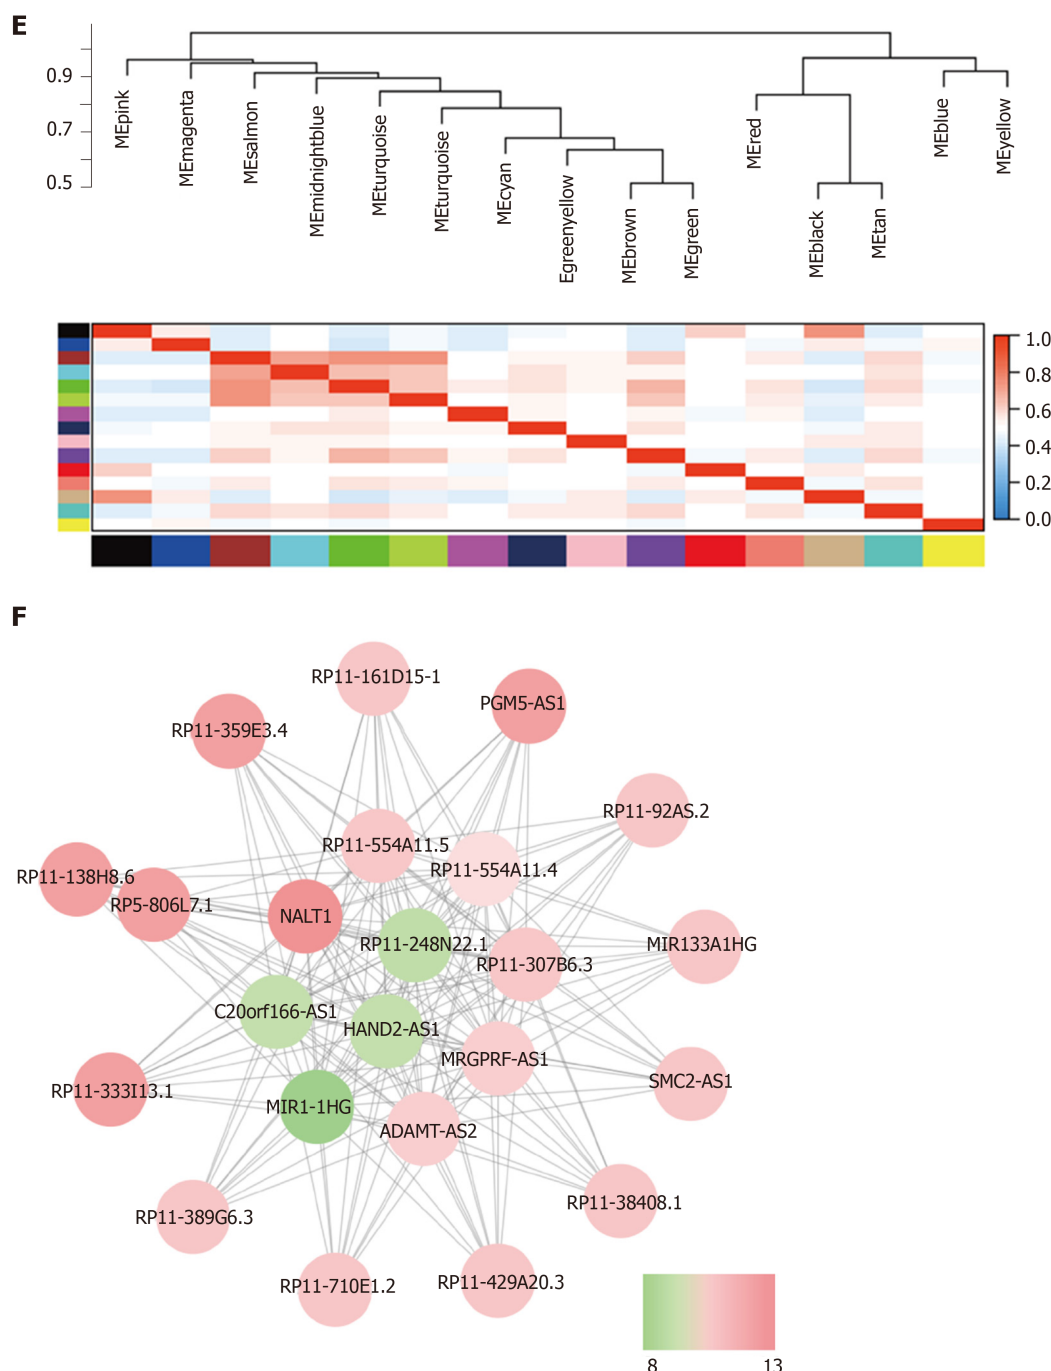 E
0.9
0.7
0.5
MEpink
MEmagenta
MEsalmon
MEmidnightblue
MEturquoise
MEturquoise
MEcyan
Egreenyellow
MEbrown
MEgreen
MEred
MEblack
MEtan
MEblue
MEyellow
1.0
0.8
0.6
0.4
0.2
0.0
F
RP11-161D15-1
PGM5-AS1
RP11-359E3.4
RP11-92AS.2
RP11-554A11.5
RP11-554A11.4
RP11-138H8.6
RP5-806L7.1
NALT1
RP11-248N22.1
MIR133A1HG
RP11-307B6.3
C20orf166-AS1
HAND2-AS1
MRGPRF-AS1
SMC2-AS1
RP11-333I13.1
MIR1-1HG
ADAMT-AS2
RP11-38408.1
RP11-389G6.3
RP11-710E1.2
RP11-429A20.3
8
13